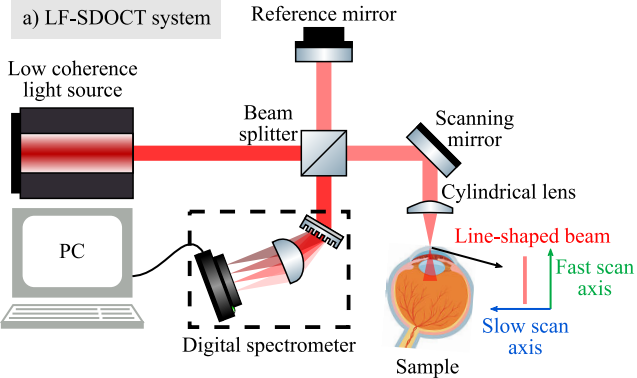 a) LF-SDOCT system
Reference mirror
Low coherence
light source
Beam
splitter
Scanning
mirror
Cylindrical lens
PC
Line-shaped beam
Fast scan
axis
Slow scan
axis
Digital spectrometer
Sample